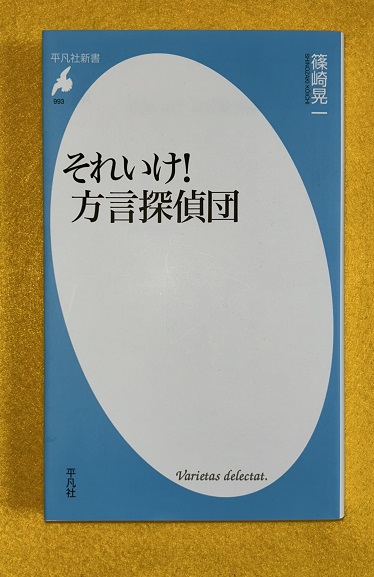 平凡社新書
993
篠崎晃一
SHINOZAKI KOICHI
それいけ!
方言探偵団
Varietas delectat.
平凡社